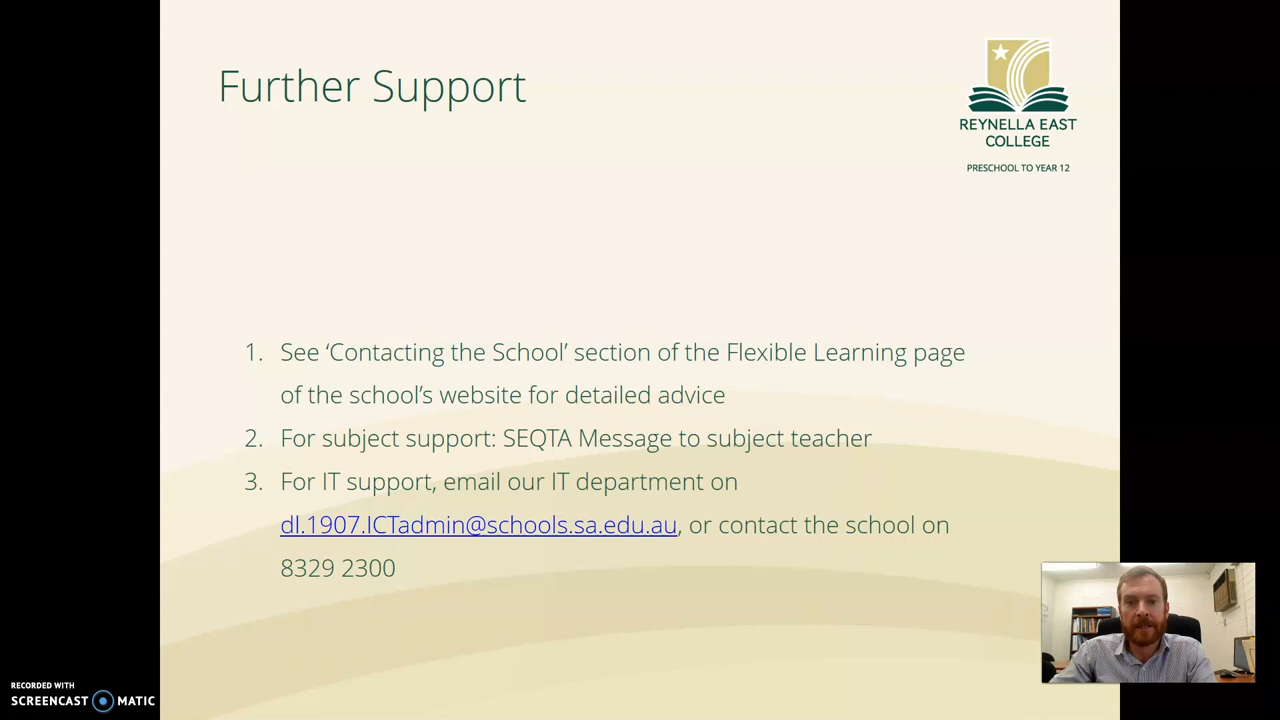 Further Support
REYNELLA EAST
COLLEGE
PRESCHOOL TO YEAR 12
1. See ‘Contacting the School’ section of the Flexible Learning page
of the school’s website for detailed advice
2. For subject support: SEQTA Message to subject teacher
3. For IT support, email our IT department on
dl.1907.ICTadmin@schools.sa.edu.au, or contact the school on
8329 2300
RECORDED WITH
SCREENCAST MATIC